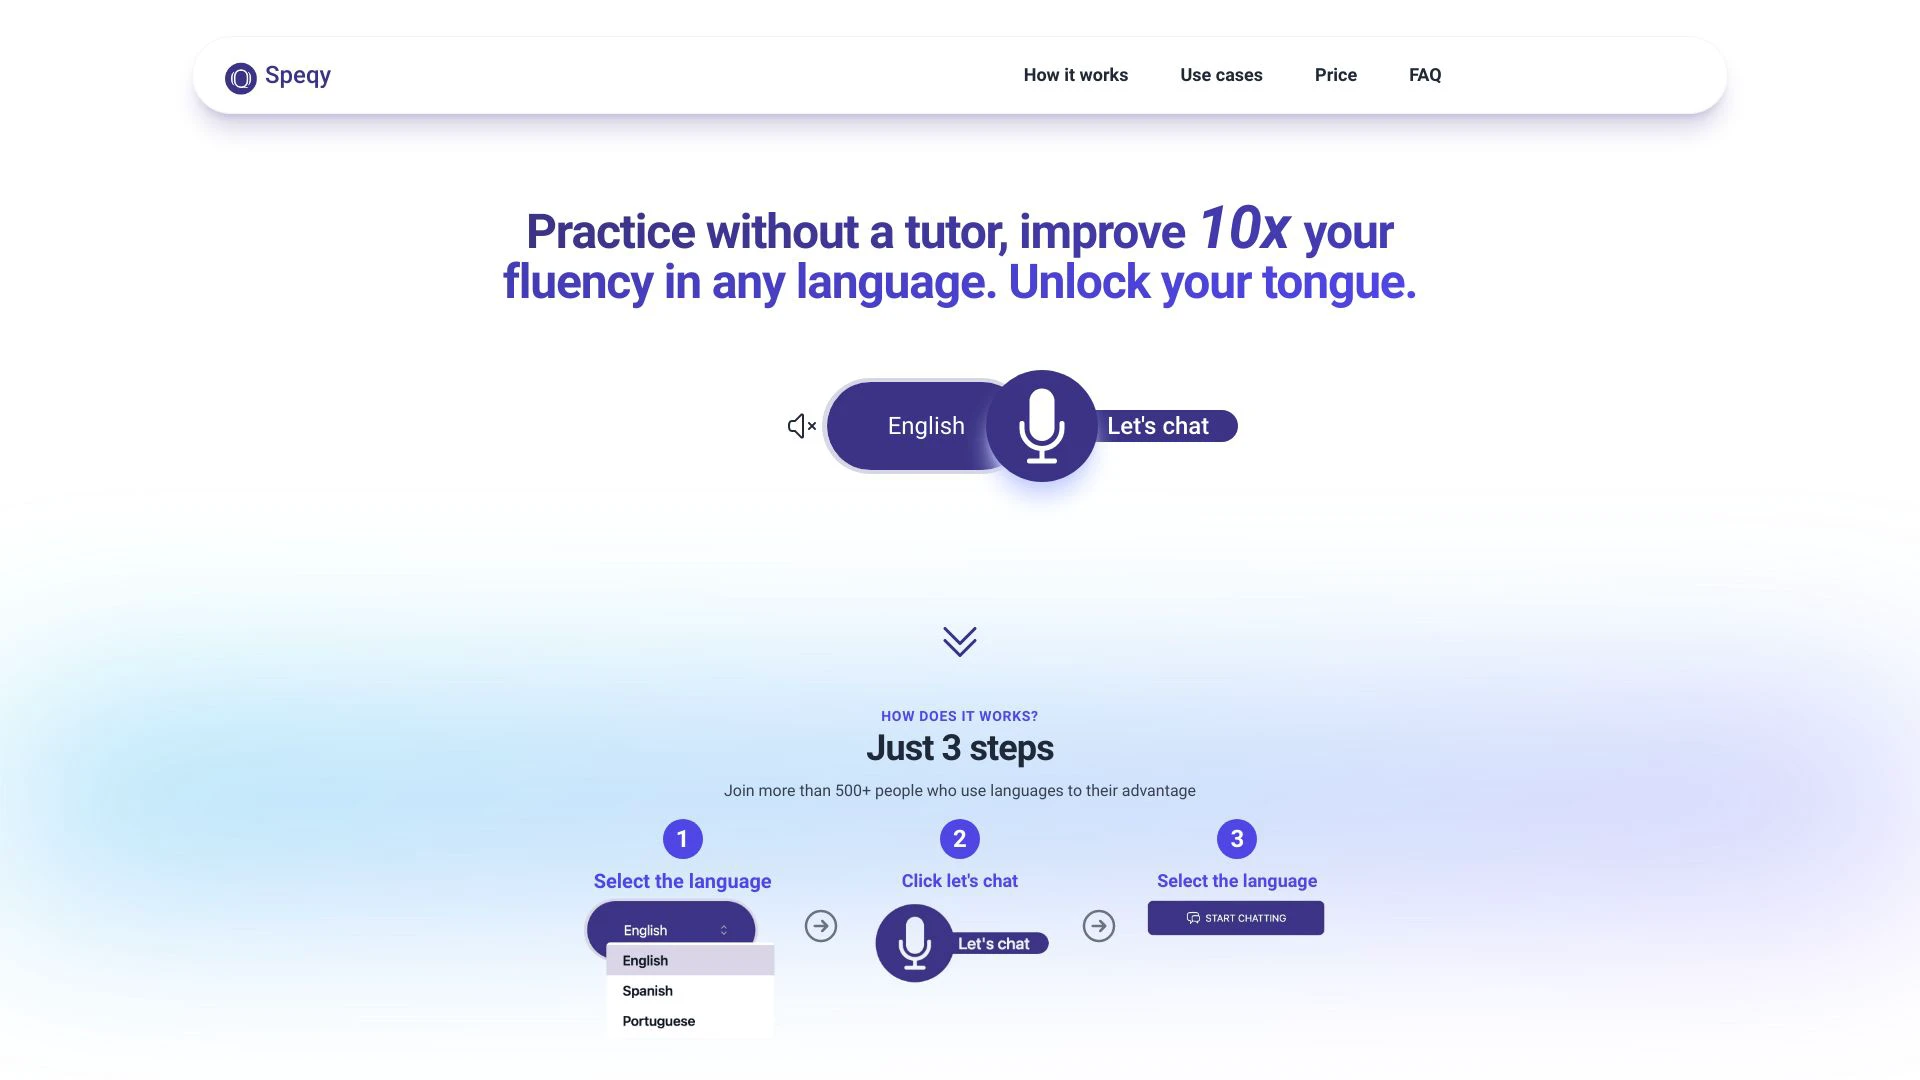 Speqy
How it works
Use cases
Price
FAQ
Practice without a tutor, improve 10x your
fluency in any language. Unlock your tongue.
English
Let's chat
HOW DOES IT WORKS?
Just 3 steps
Join more than 500+ people who use languages to their advantage
1
Select the language
English
English
Spanish
Portuguese
2
Click let's chat
Let's chat
3
Select the language
START CHATTING